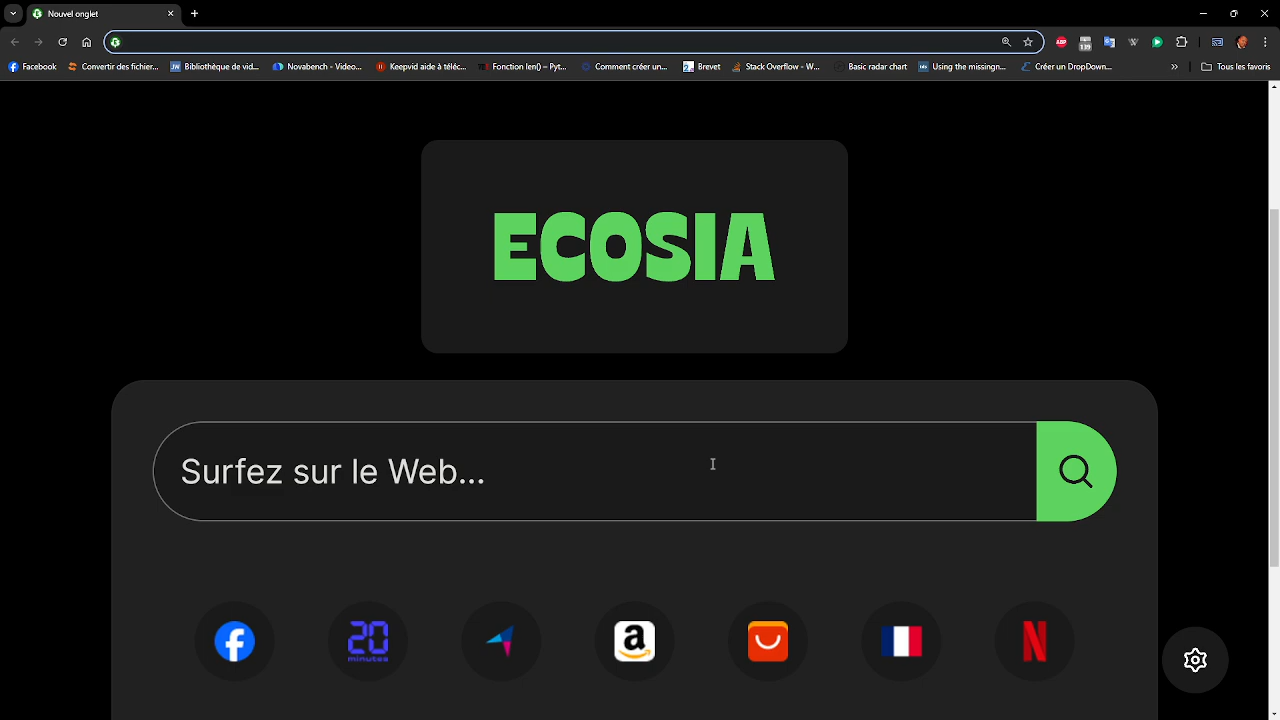 Nouvel onglet
Facebook
Convertir des fichier...
Bibliothèque de vid...
Novabench - Video...
Keepvid aide à téléc...
Fonction len() – Pyt...
Comment créer un...
Brevet
Stack Overflow - W...
Basic radar chart
Using the missingn...
Créer un DropDown...
»
Tous les favoris
ECOSIA
Surfez sur le Web...
20
minutes
a
N